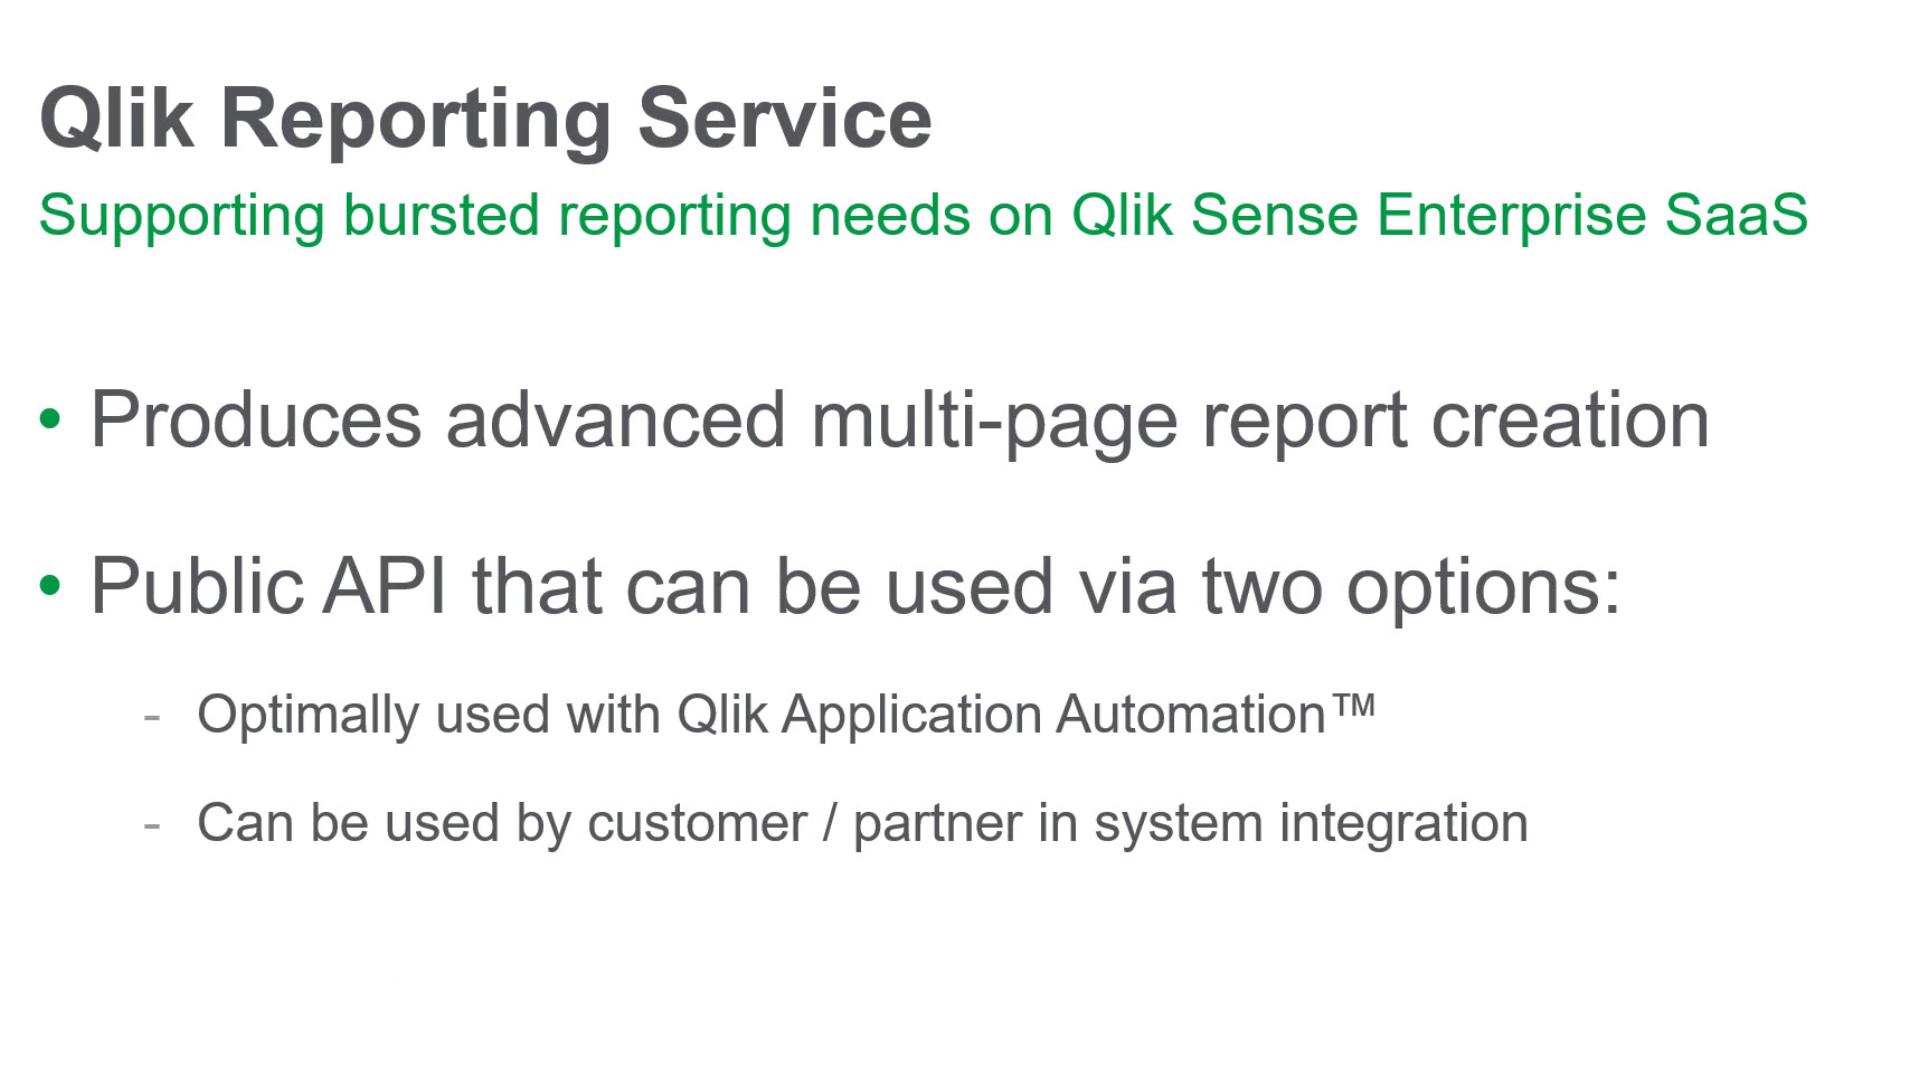 Qlik Reporting Service
Supporting bursted reporting needs on Qlik Sense Enterprise SaaS
• Produces advanced multi-page report creation
• Public API that can be used via two options:
- Optimally used with Qlik Application Automation™
- Can be used by customer / partner in system integration